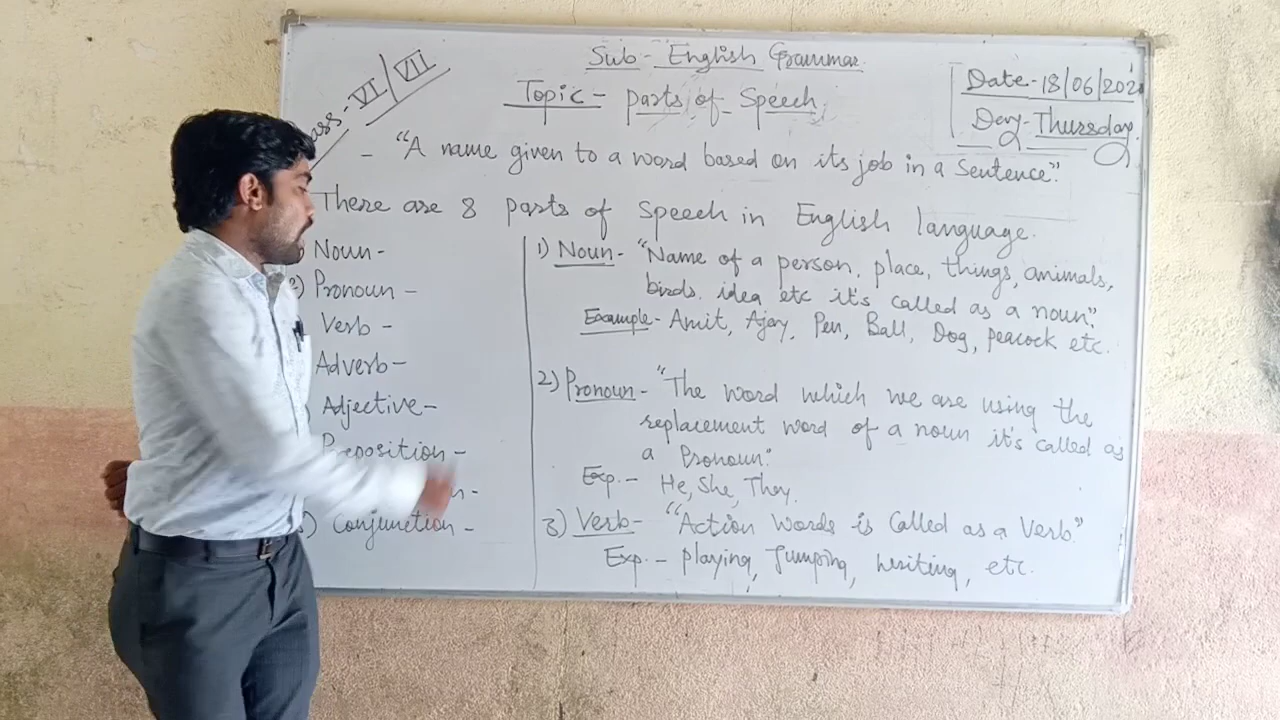 Sub - English Grammar
Topic - Parts of Speech
VI/VII
Date - 18/06/202
Day - Thursday.
- "A name given to a word based on its job in a Sentence".
There are 8 parts of Speech in English language.
Noun -
2) Pronoun -
Verb -
Adverb -
Adjective -
Preposition -
Conjunction -
1) Noun - "Name of a person, place, things, animals,
birds. idea etc it's called as a noun".
Example - Amit, Ajay, Pen, Ball, Dog, peacock etc.
2) Pronoun - "The word which we are using the
replacement word of a noun it's called as
a Pronoun".
Exp. - He, She, They.
3) Verb - "Action Words is Called as a Verb."
Exp. - Playing, Jumping, Writing, etc.